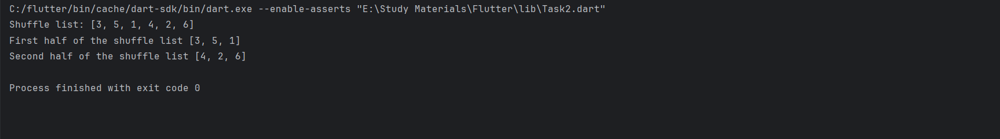 C:/flutter/bin/cache/dart-sdk/bin/dart.exe --enable-asserts "E:\Study Materials\Flutter\lib\Task2.dart"
Shuffle list: [3, 5, 1, 4, 2, 6]
First half of the shuffle list [3, 5, 1]
Second half of the shuffle list [4, 2, 6]
Process finished with exit code 0